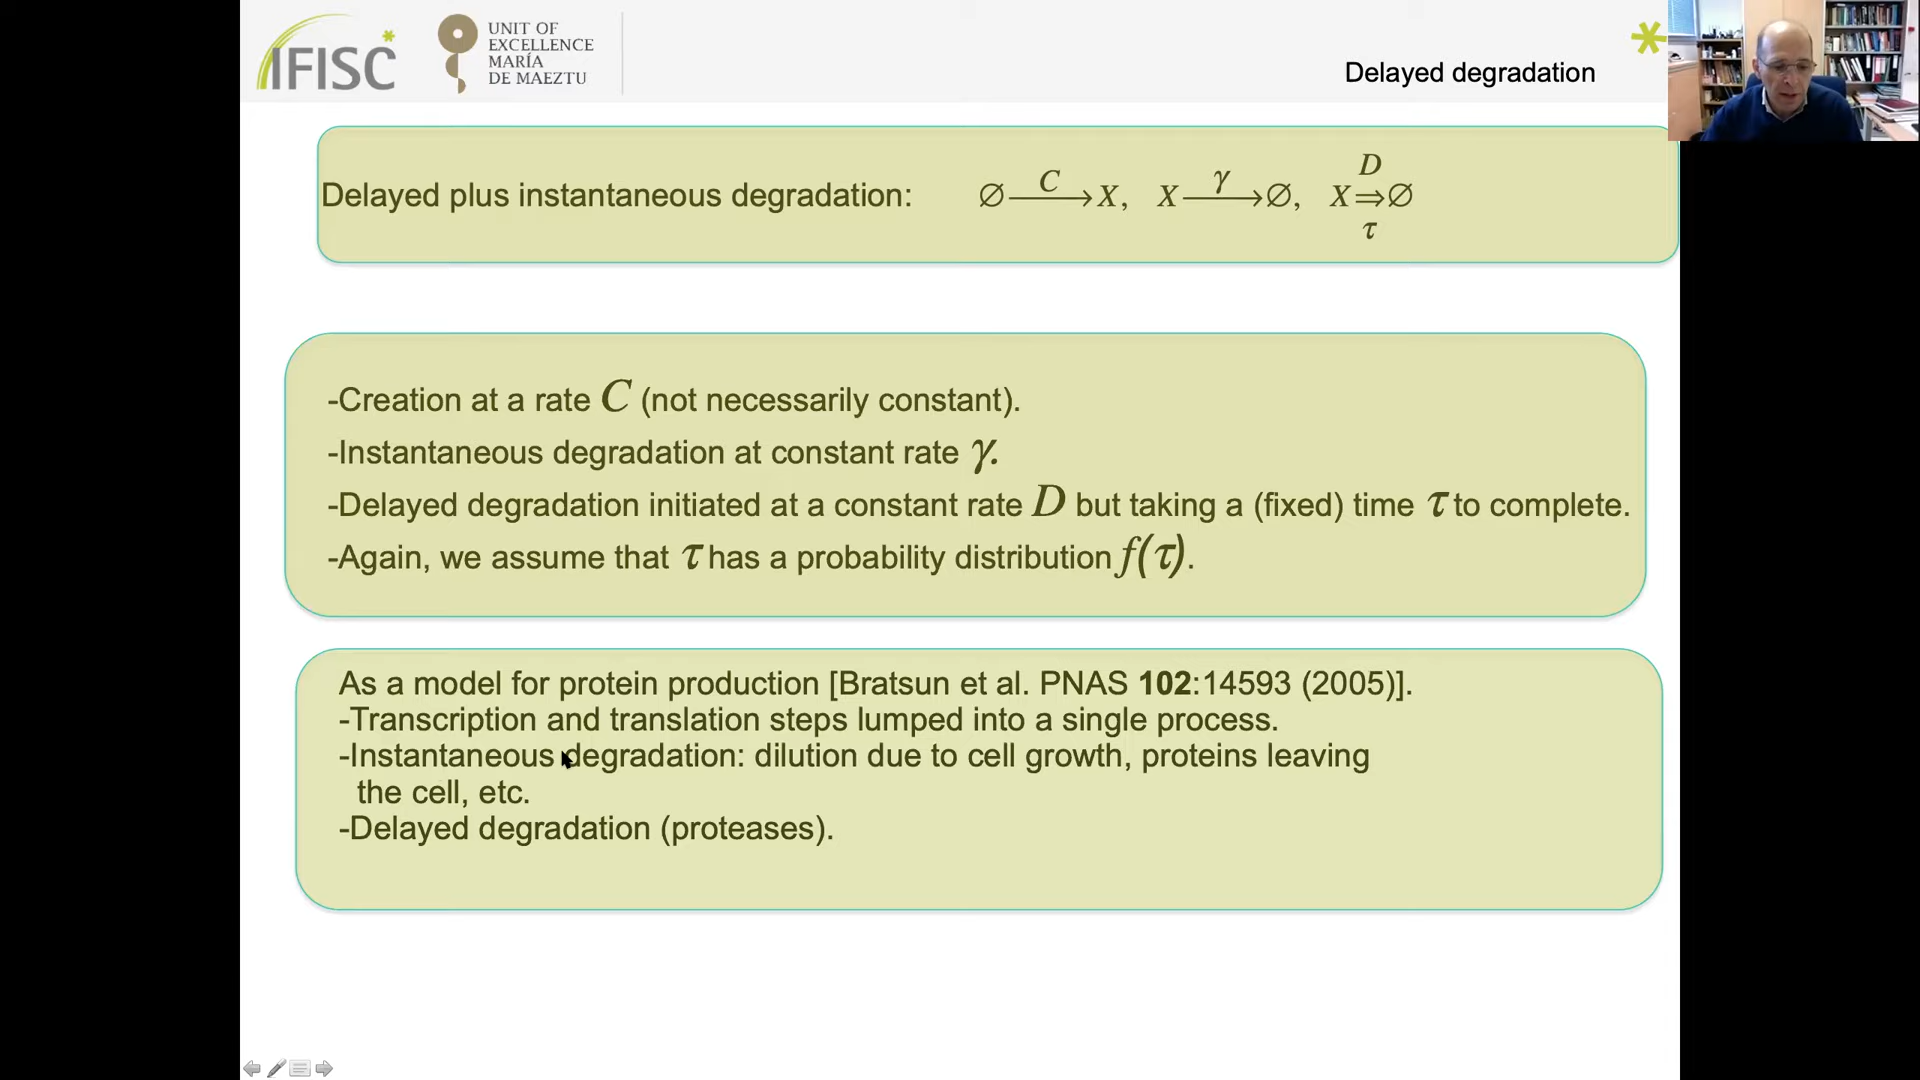 IFISC
UNIT OF
EXCELLENCE
MARÍA
DE MAEZTU
Delayed degradation
Delayed plus instantaneous degradation: ∅ —C→ X, X —γ→ ∅, X ⇒ ∅
D
τ
-Creation at a rate C (not necessarily constant).
-Instantaneous degradation at constant rate γ.
-Delayed degradation initiated at a constant rate D but taking a (fixed) time τ to complete.
-Again, we assume that τ has a probability distribution f(τ).
As a model for protein production [Bratsun et al. PNAS 102:14593 (2005)].
-Transcription and translation steps lumped into a single process.
-Instantaneous degradation: dilution due to cell growth, proteins leaving
the cell, etc.
-Delayed degradation (proteases).